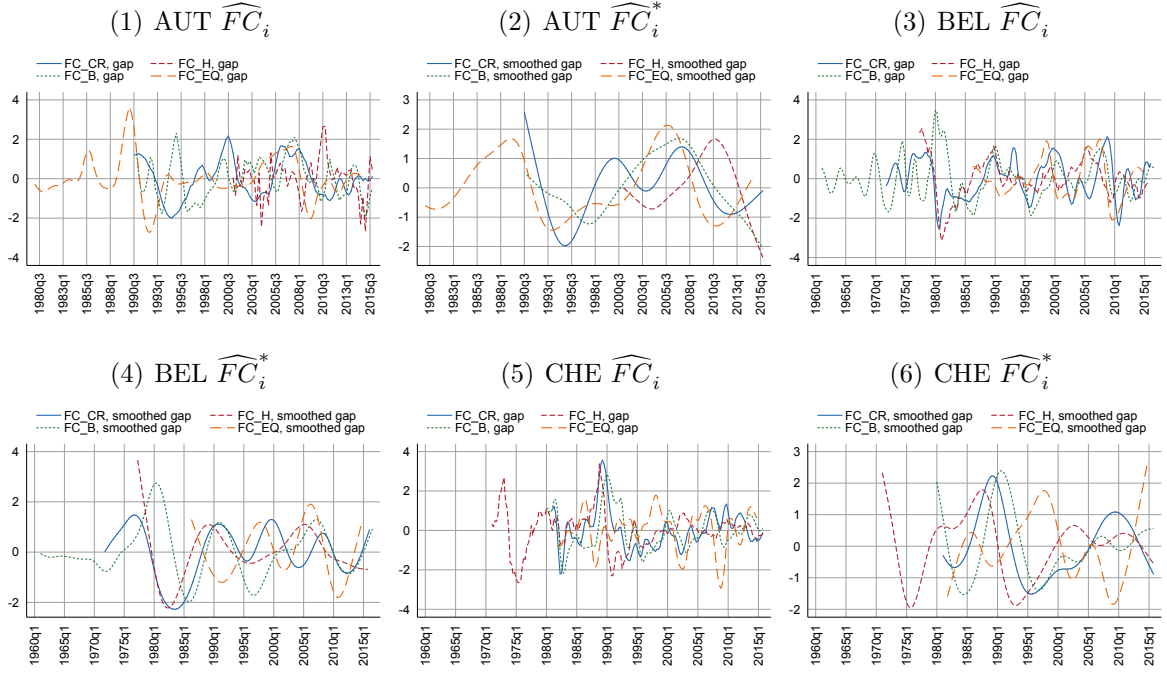 (1) AUT \widehat{FC}_i
FC_CR, gap FC_H, gap
FC_B, gap FC_EQ, gap
4
2
0
-2
-4
1980q3 1983q1 1985q3 1988q1 1990q3 1993q1 1995q3 1998q1 2000q3 2003q1 2005q3 2008q1 2010q3 2013q1 2015q3
(2) AUT \widehat{FC}_i^*
FC_CR, smoothed gap FC_H, smoothed gap
FC_B, smoothed gap FC_EQ, smoothed gap
3
2
1
0
-1
-2
1980q3 1983q1 1985q3 1988q1 1990q3 1993q1 1995q3 1998q1 2000q3 2003q1 2005q3 2008q1 2010q3 2013q1 2015q3
(3) BEL \widehat{FC}_i
FC_CR, gap FC_H, gap
FC_B, gap FC_EQ, gap
4
2
0
-2
-4
1960q1 1965q1 1970q1 1975q1 1980q1 1985q1 1990q1 1995q1 2000q1 2005q1 2010q1 2015q1
(4) BEL \widehat{FC}_i^*
FC_CR, smoothed gap FC_H, smoothed gap
FC_B, smoothed gap FC_EQ, smoothed gap
4
2
0
-2
1960q1 1965q1 1970q1 1975q1 1980q1 1985q1 1990q1 1995q1 2000q1 2005q1 2010q1 2015q1
(5) CHE \widehat{FC}_i
FC_CR, gap FC_H, gap
FC_B, gap FC_EQ, gap
4
2
0
-2
-4
1960q1 1965q1 1970q1 1975q1 1980q1 1985q1 1990q1 1995q1 2000q1 2005q1 2010q1 2015q1
(6) CHE \widehat{FC}_i^*
FC_CR, smoothed gap FC_H, smoothed gap
FC_B, smoothed gap FC_EQ, smoothed gap
3
2
1
0
-1
-2
1960q1 1965q1 1970q1 1975q1 1980q1 1985q1 1990q1 1995q1 2000q1 2005q1 2010q1 2015q1